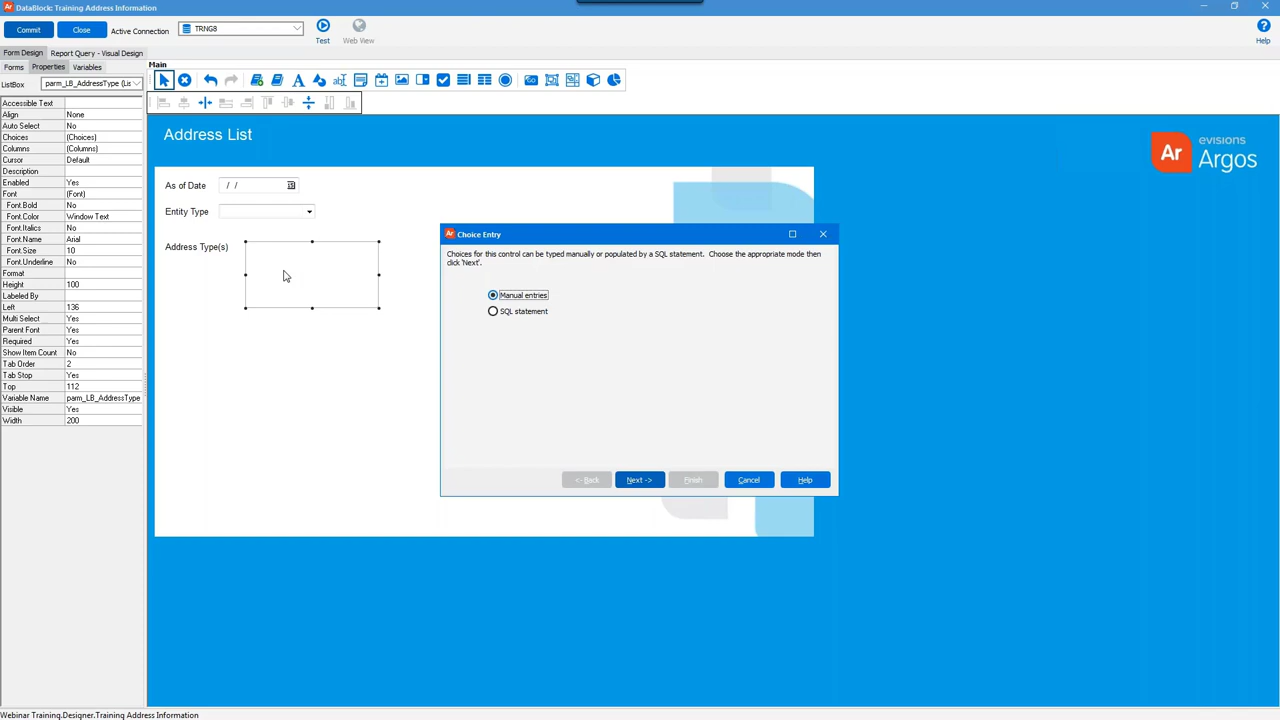 DataBlock: Training Address Information
Commit
Close
Active Connection
TRNG8
Test
Web View
Help
Form Design
Report Query - Visual Design
Main
Forms
Properties
Variables
ListBox
parm_LB_AddressType (Lis
Accessible Text
Align None
Auto Select No
Choices (Choices)
Columns (Columns)
Cursor Default
Description
Enabled Yes
Font (Font)
Font.Bold No
Font.Color Window Text
Font.Italics No
Font.Name Arial
Font.Size 10
Font.Underline No
Format
Height 100
Labeled By
Left 136
Multi Select Yes
Parent Font Yes
Required Yes
Show Item Count No
Tab Order 2
Tab Stop Yes
Top 112
Variable Name parm_LB_AddressType
Visible Yes
Width 200
Address List
Ar
evisions
Argos
As of Date / /
Entity Type
Address Type(s)
Choice Entry
Choices for this control can be typed manually or populated by a SQL statement. Choose the appropriate mode then
click 'Next'.
Manual entries
SQL statement
<- Back
Next ->
Finish
Cancel
Help
Webinar Training.Designer.Training Address Information